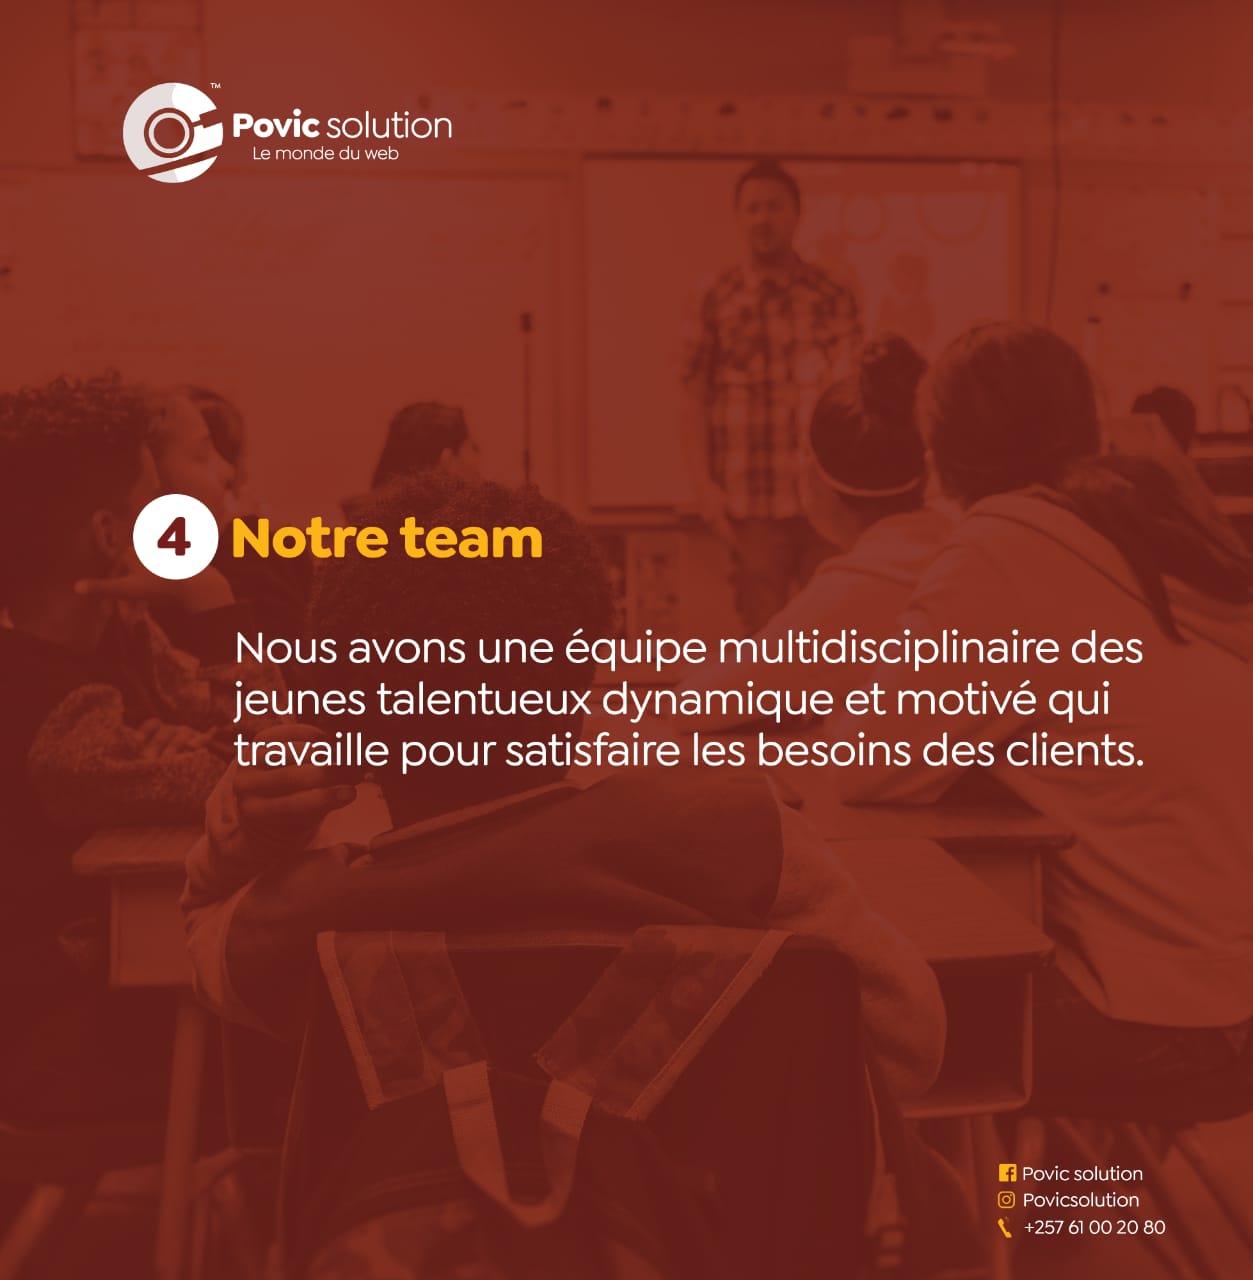 TM
Povic solution
Le monde du web
4 Notre team
Nous avons une équipe multidisciplinaire des
jeunes talentueux dynamique et motivé qui
travaille pour satisfaire les besoins des clients.
Povic solution
Povicsolution
+257 61 00 20 80